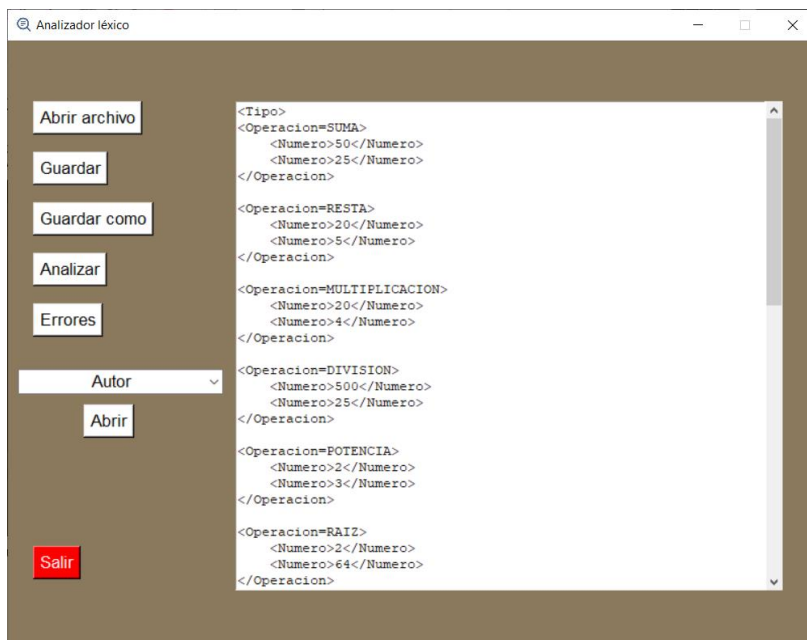 Analizador léxico
Abrir archivo
Guardar
Guardar como
Analizar
Errores
Autor
Abrir
Salir
<Tipo>
<Operacion=SUMA>
    <Numero>50</Numero>
    <Numero>25</Numero>
</Operacion>

<Operacion=RESTA>
    <Numero>20</Numero>
    <Numero>5</Numero>
</Operacion>

<Operacion=MULTIPLICACION>
    <Numero>20</Numero>
    <Numero>4</Numero>
</Operacion>

<Operacion=DIVISION>
    <Numero>500</Numero>
    <Numero>25</Numero>
</Operacion>

<Operacion=POTENCIA>
    <Numero>2</Numero>
    <Numero>3</Numero>
</Operacion>

<Operacion=RAIZ>
    <Numero>2</Numero>
    <Numero>64</Numero>
</Operacion>